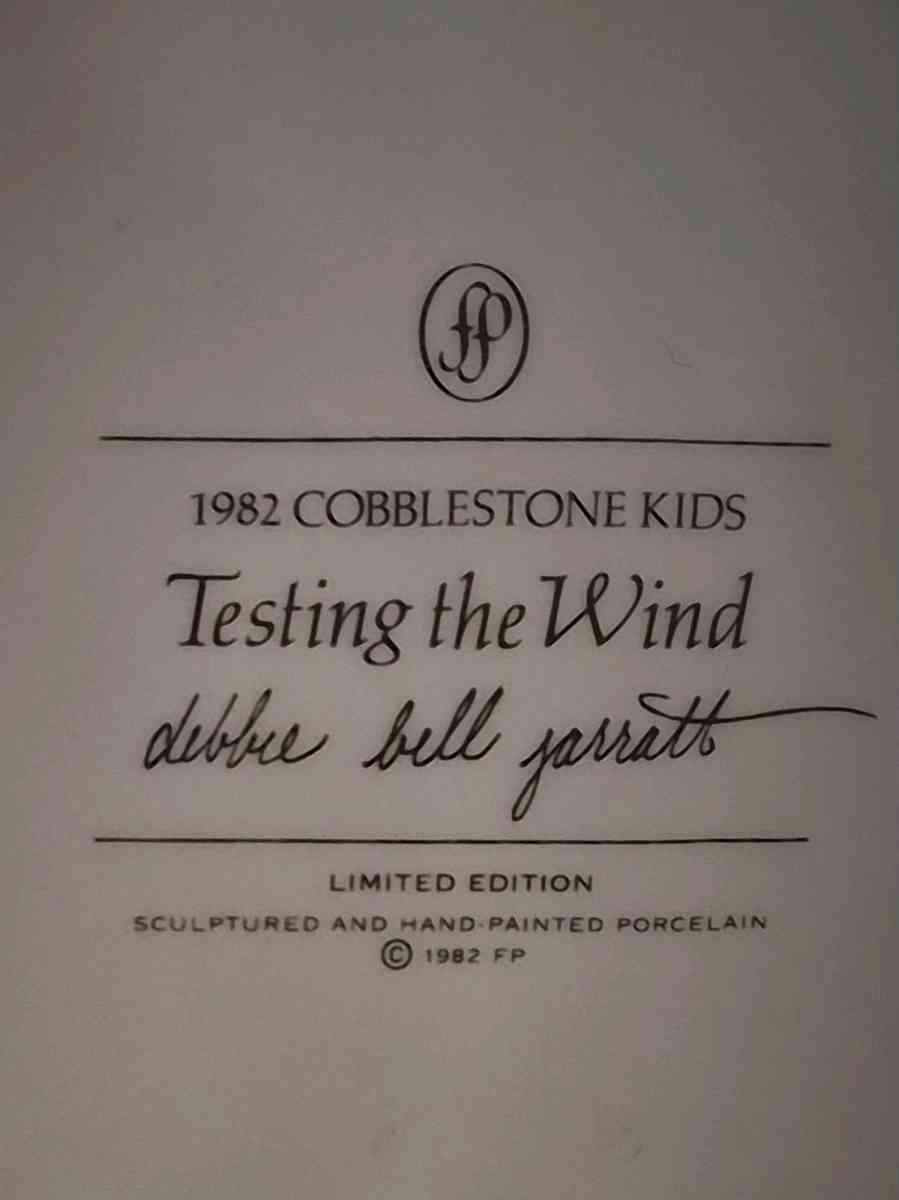 fp
1982 COBBLESTONE KIDS
Testing the Wind
debbie bell jarratt
LIMITED EDITION
SCULPTURED AND HAND-PAINTED PORCELAIN
© 1982 FP